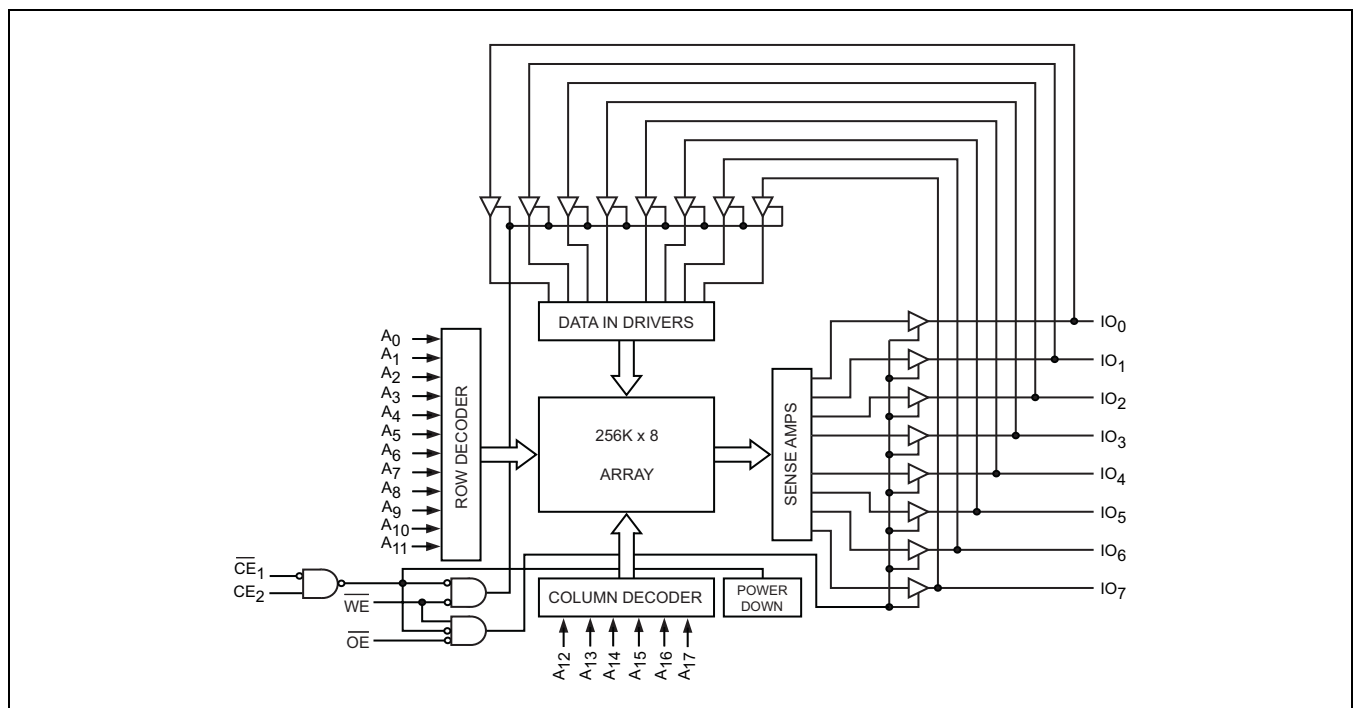 DATA IN DRIVERS
A0
A1
A2
A3
A4
A5
A6
A7
A8
A9
A10
A11
ROW DECODER
256K x 8
ARRAY
SENSE AMPS
IO0
IO1
IO2
IO3
IO4
IO5
IO6
IO7
CE1
CE2
WE
OE
COLUMN DECODER
POWER
DOWN
A12
A13
A14
A15
A16
A17